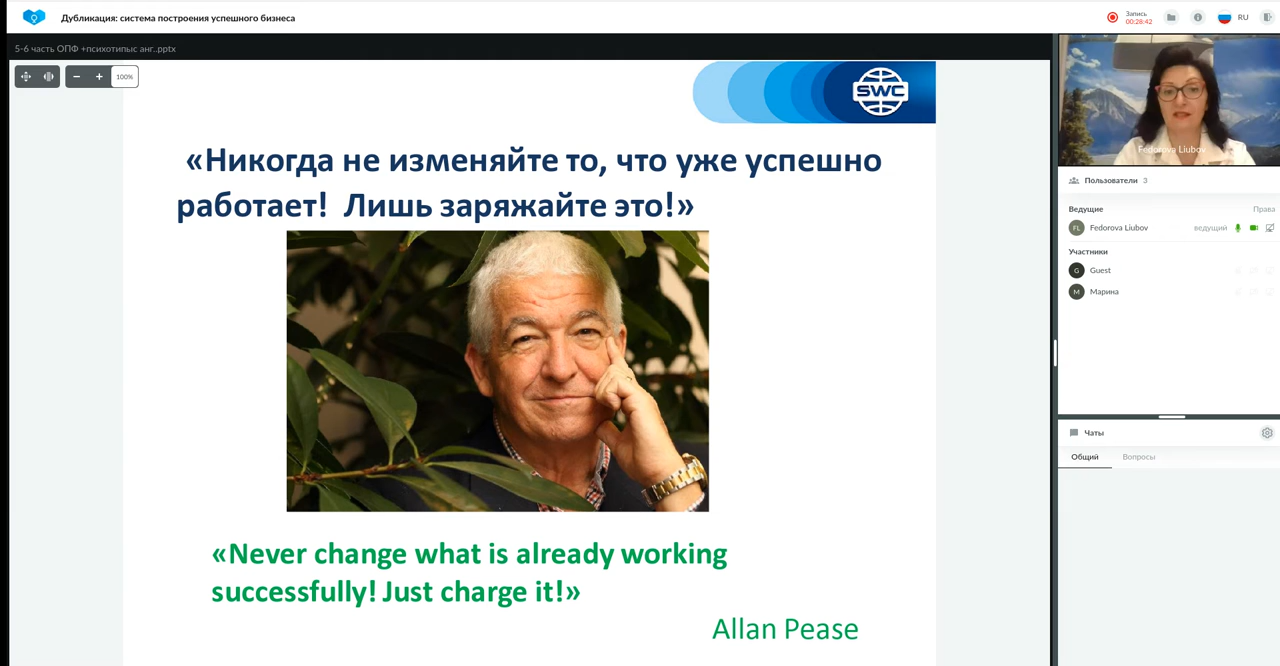 Дубликация: система построения успешного бизнеса
Запись
00:28:42
RU
5-6 часть ОПФ +психотипыс анг..pptx
100%
SWC
«Никогда не изменяйте то, что уже успешно
работает! Лишь заряжайте это!»
«Never change what is already working
successfully! Just charge it!»
Allan Pease
Fedorova Liubov
Пользователи 3
Ведущие Права
FL Fedorova Liubov ведущий
Участники
G Guest
М Марина
Чаты
Общий Вопросы